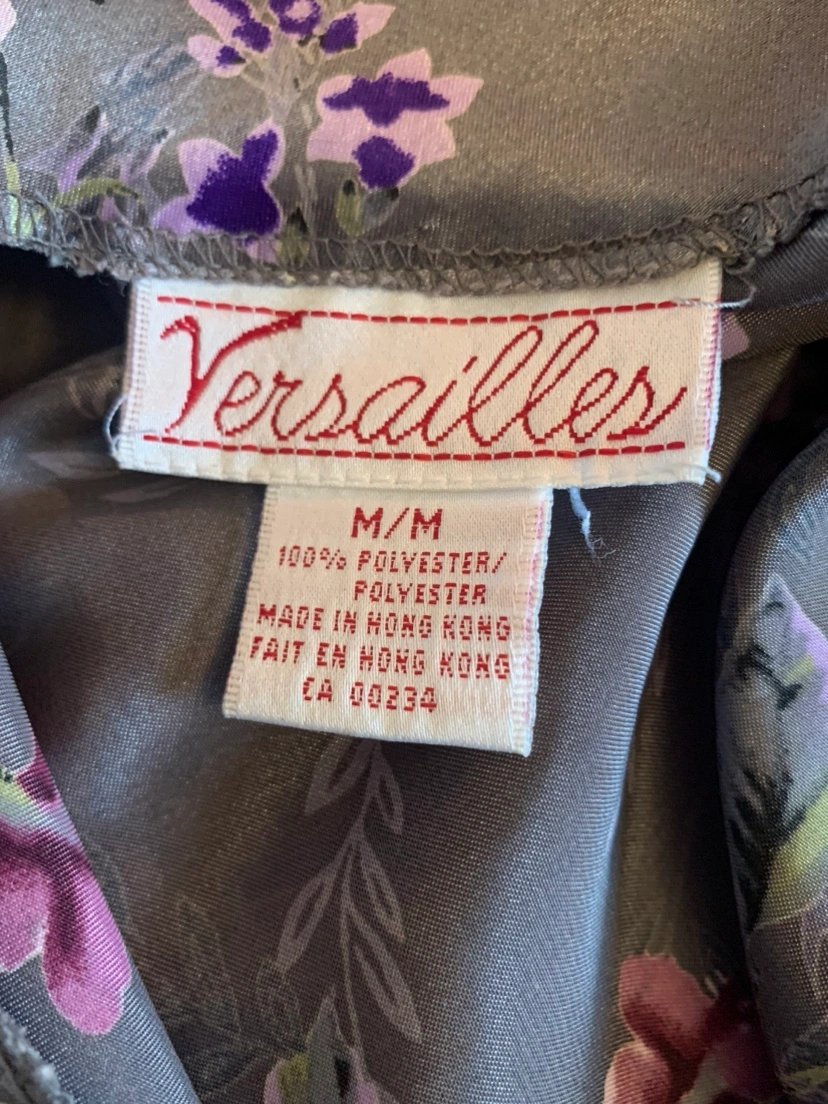 Versailles
M/M
100% POLYESTER/
POLYESTER
MADE IN HONG KONG
FAIT EN HONG KONG
CA 00234